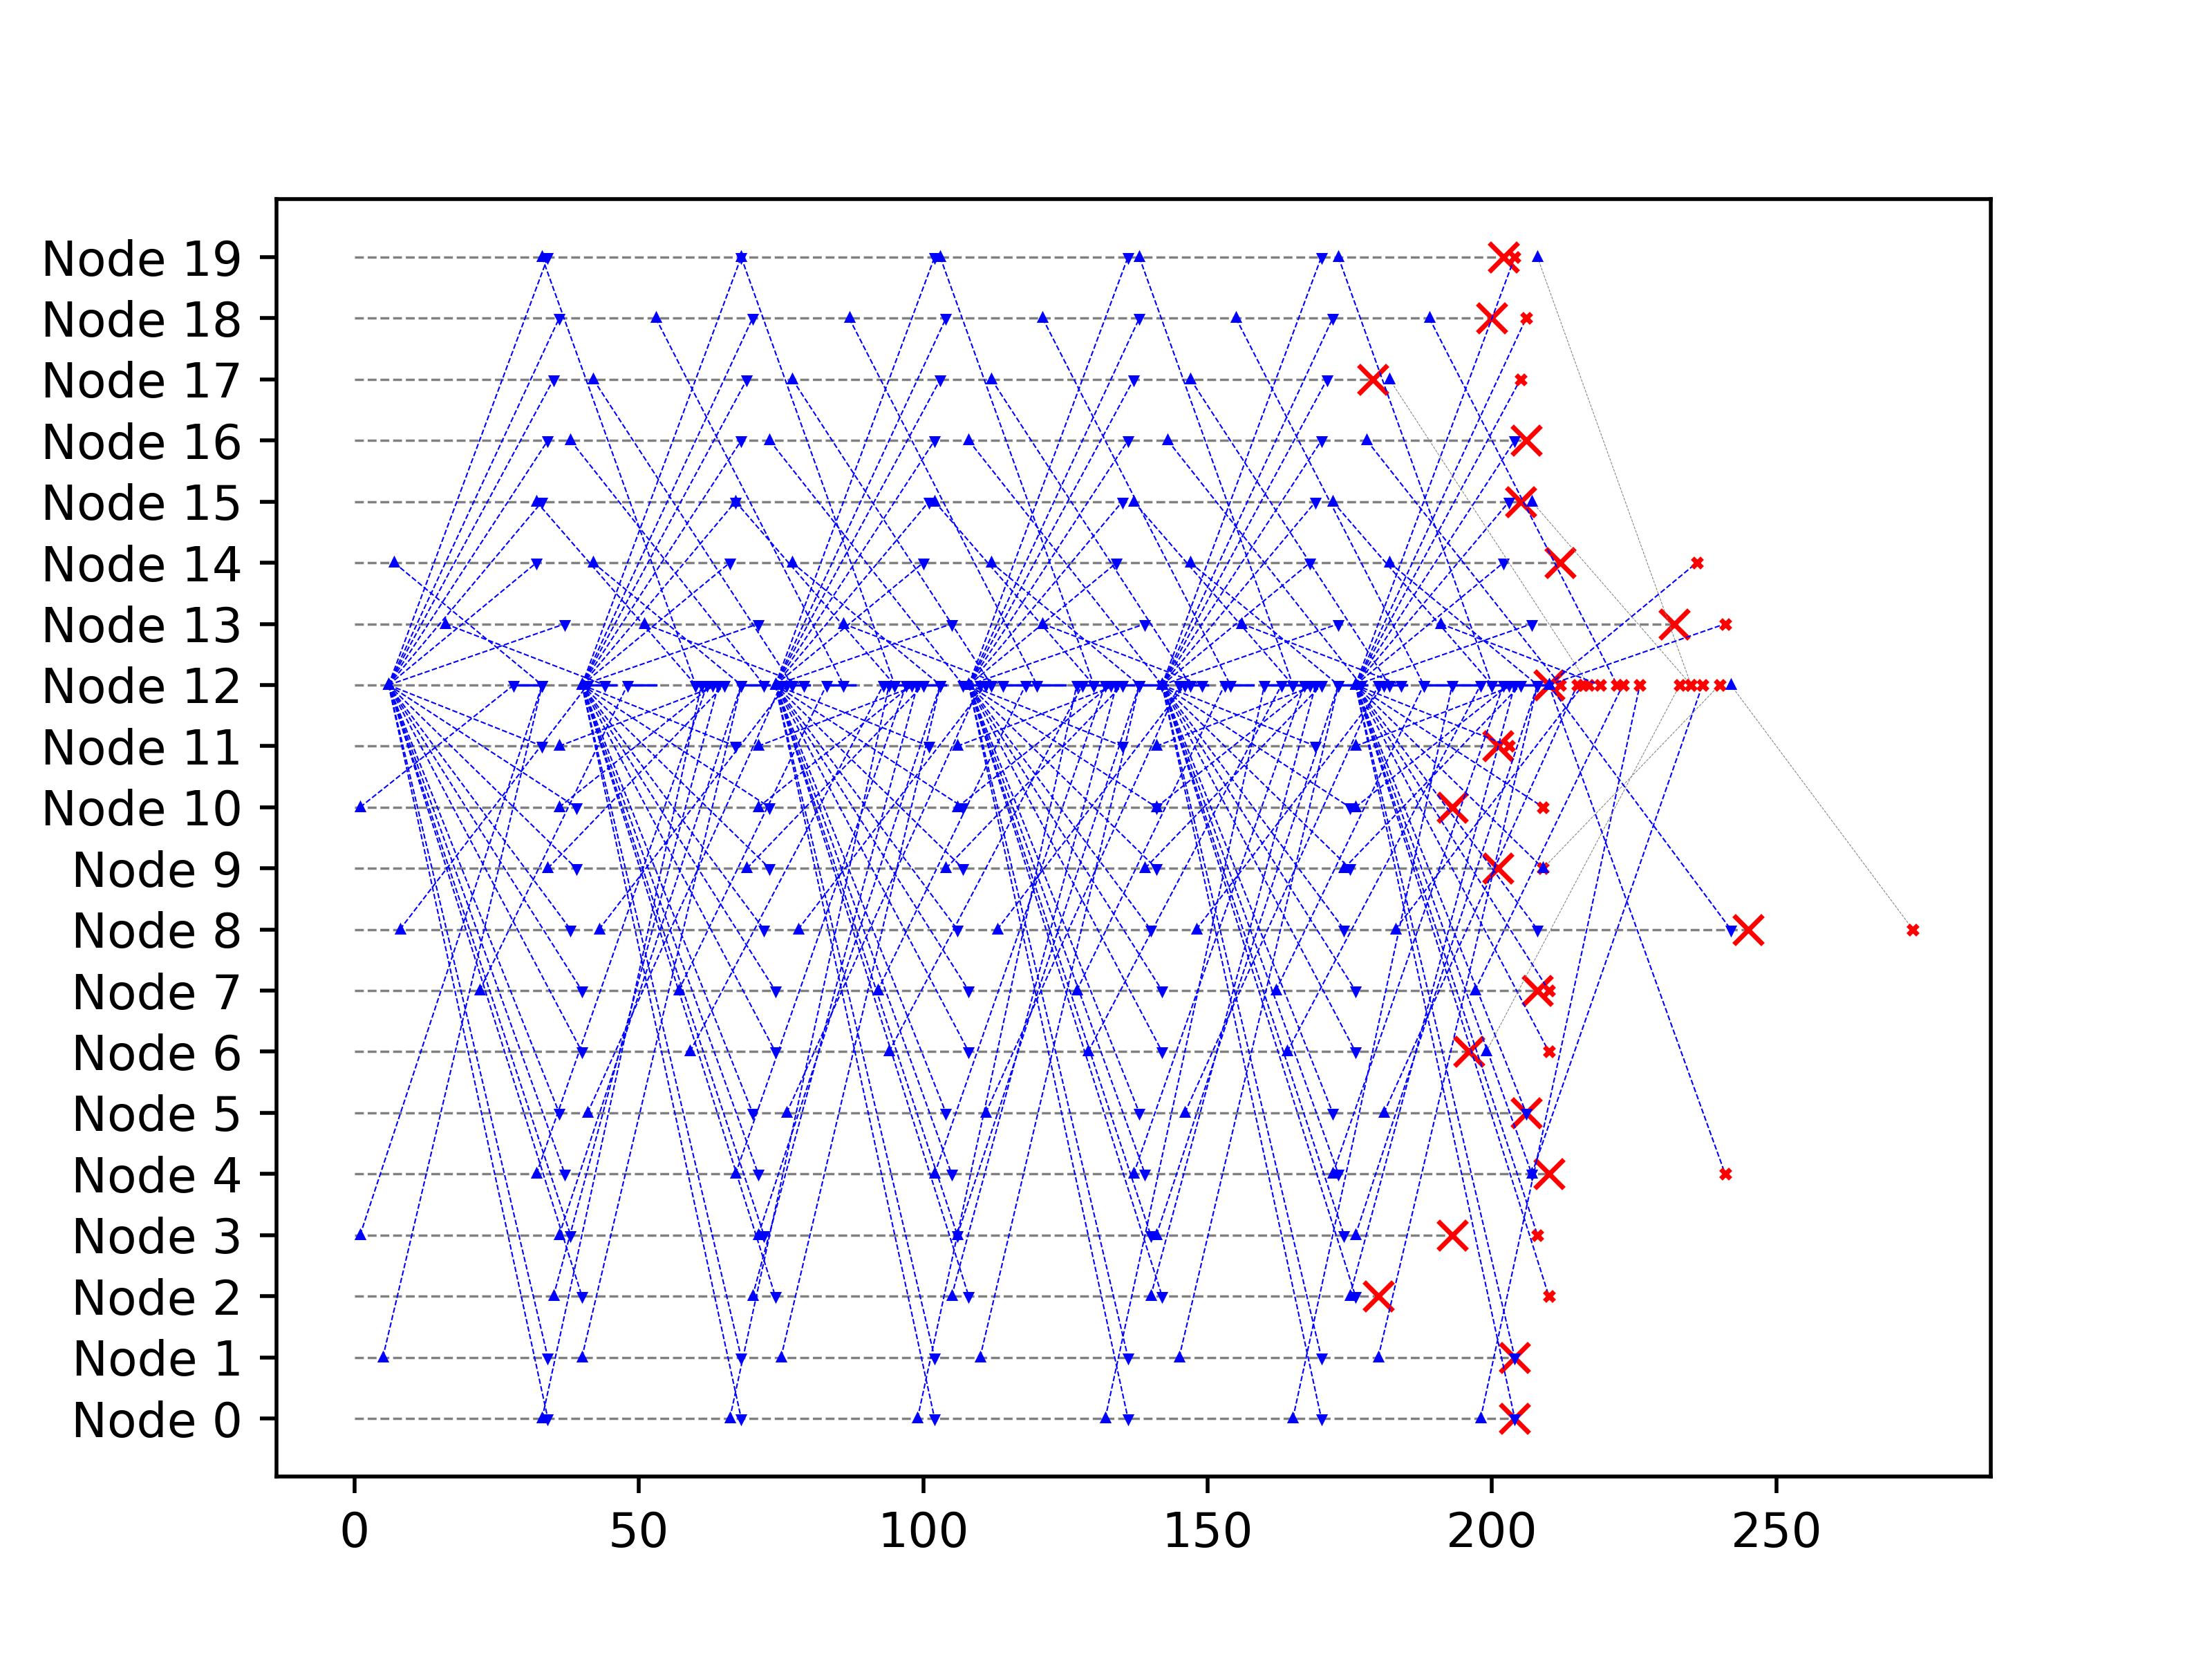 Node 19
Node 18
Node 17
Node 16
Node 15
Node 14
Node 13
Node 12
Node 11
Node 10
Node 9
Node 8
Node 7
Node 6
Node 5
Node 4
Node 3
Node 2
Node 1
Node 0
0 50 100 150 200 250